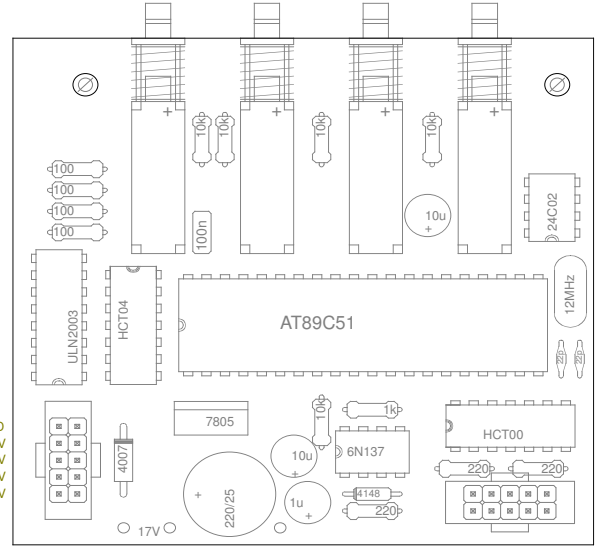 10k
10k
10k
10k
100
100
100
100
100n
10u
+
24C02
ULN2003
HCT04
AT89C51
12MHz
22p
22p
7805
10k
1k
HCT00
4007
10u
+
6N137
220
220
220/25
+
1u
+
4148
220
17V
+
+
+
+
V
V
V
V